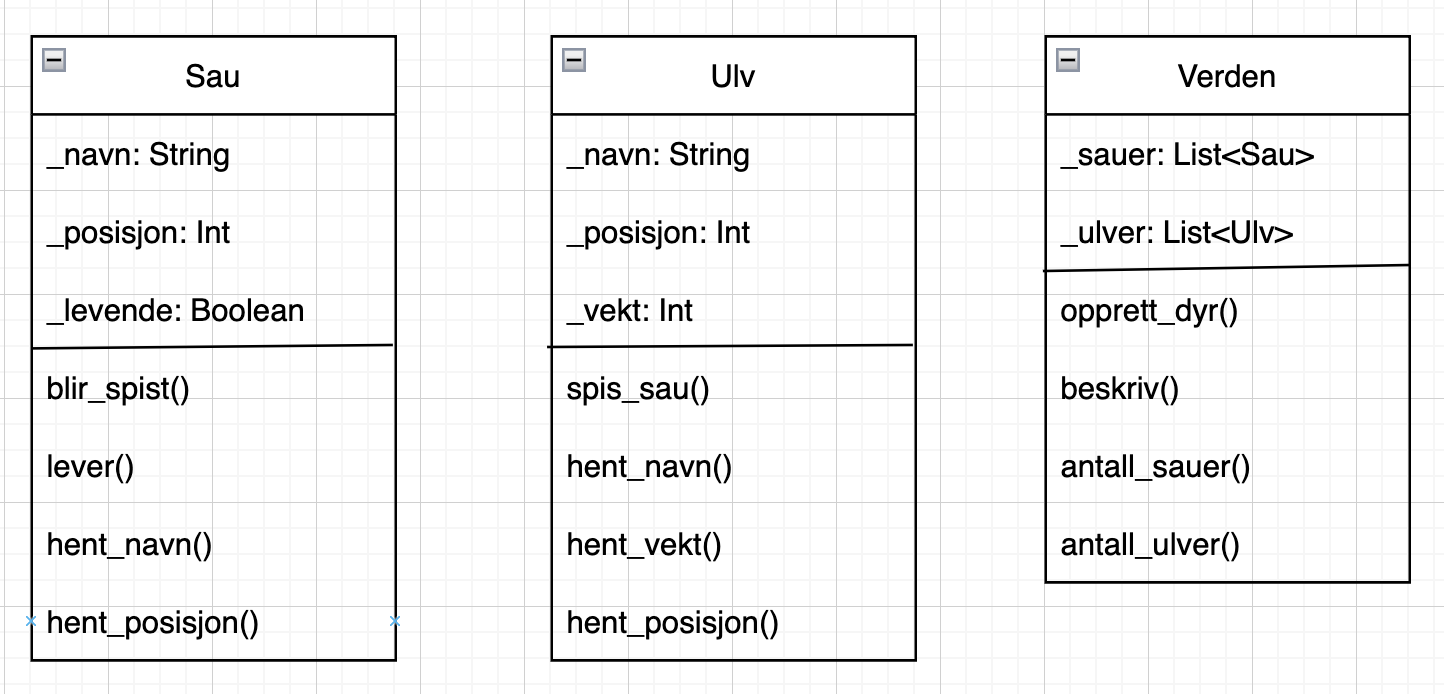 Sau
_navn: String
_posisjon: Int
_levende: Boolean
blir_spist()
lever()
hent_navn()
hent_posisjon()
Ulv
_navn: String
_posisjon: Int
_vekt: Int
spis_sau()
hent_navn()
hent_vekt()
hent_posisjon()
Verden
_sauer: List<Sau>
_ulver: List<Ulv>
opprett_dyr()
beskriv()
antall_sauer()
antall_ulver()